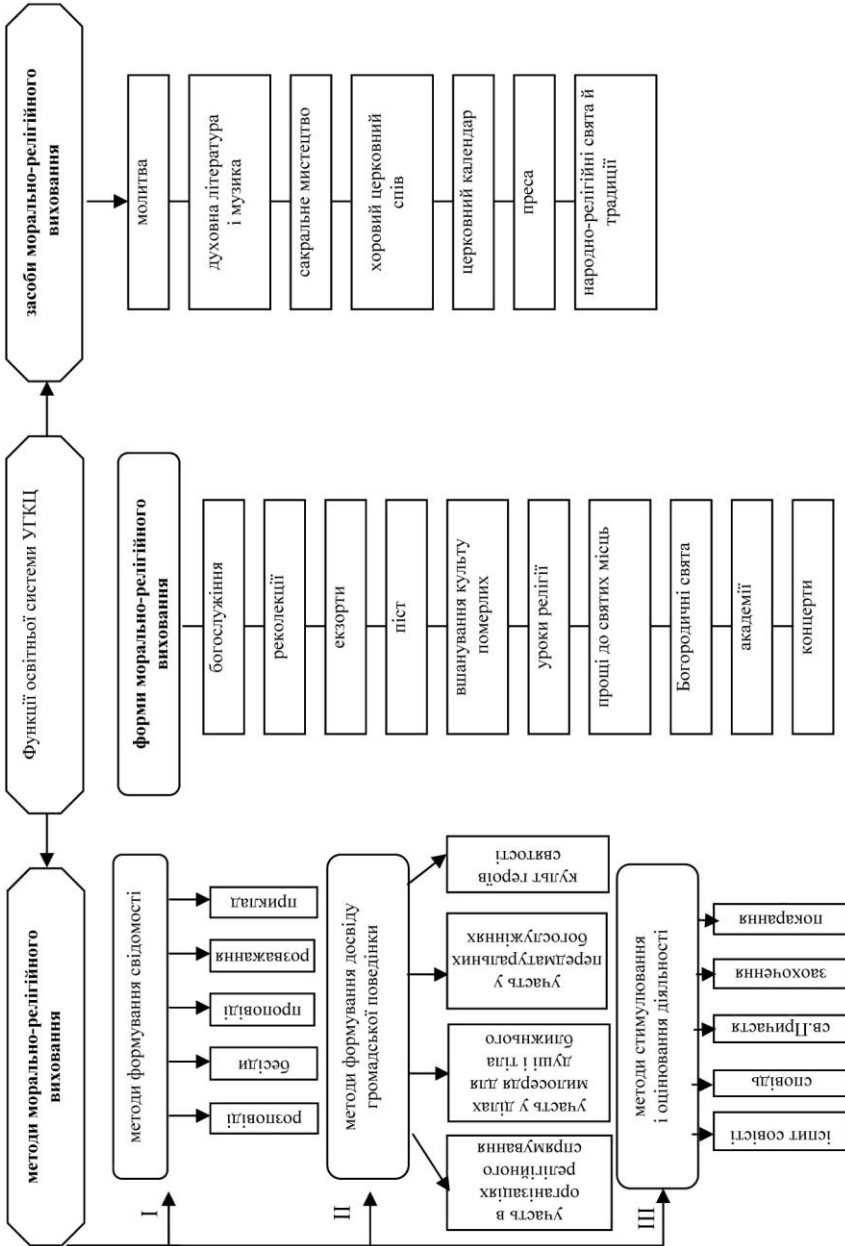 Функції освітньої системи УГКЦ
методи морально-релігійного
виховання
I
методи формування свідомості
розповіді
бесіди
проповіді
розважання
приклад
II
методи формування досвіду
громадської поведінки
участь в
організаціях
релігійного
спрямування
участь у ділах
милосердя для
душі і тіла
ближнього
участь у
передматуральних
богослужіннях
культ героїв
святості
III
методи стимулювання
і оцінювання діяльності
іспит совісті
сповідь
св.Причастя
заохочення
покарання
форми морально-релігійного
виховання
богослужіння
реколекції
екзорти
піст
вшанування культу
померлих
уроки релігії
прощі до святих місць
Богородичні свята
академії
концерти
засоби морально-релігійного
виховання
молитва
духовна література
і музика
сакральне мистецтво
хоровий церковний
спів
церковний календар
преса
народно-релігійні свята й
традиції